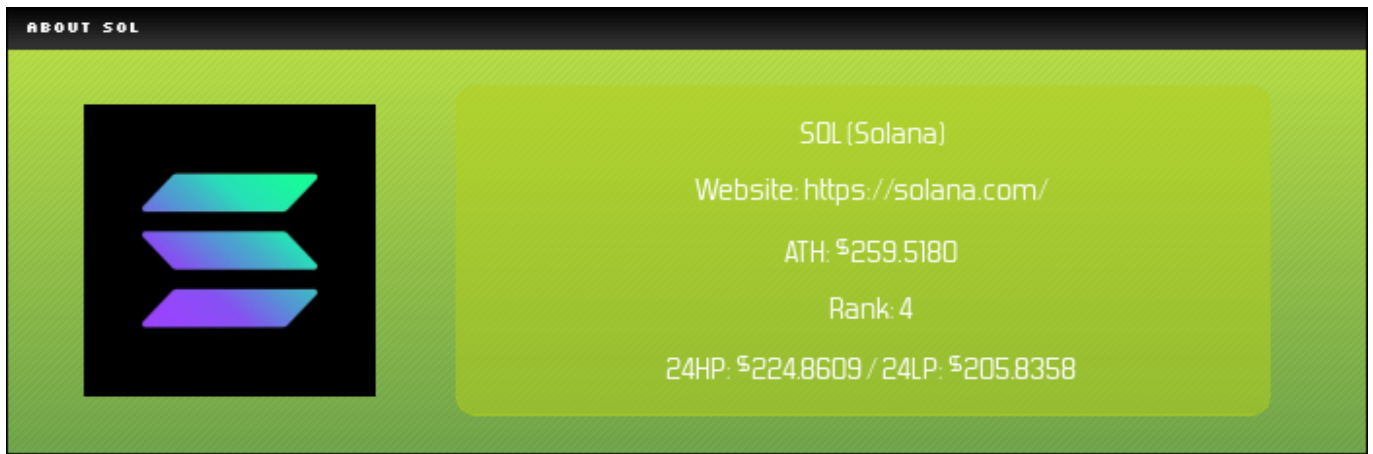 ABOUT SOL
SOL (Solana)
Website: https://solana.com/
ATH: $259.5180
Rank: 4
24HP: $224.8609 / 24LP: $205.8358